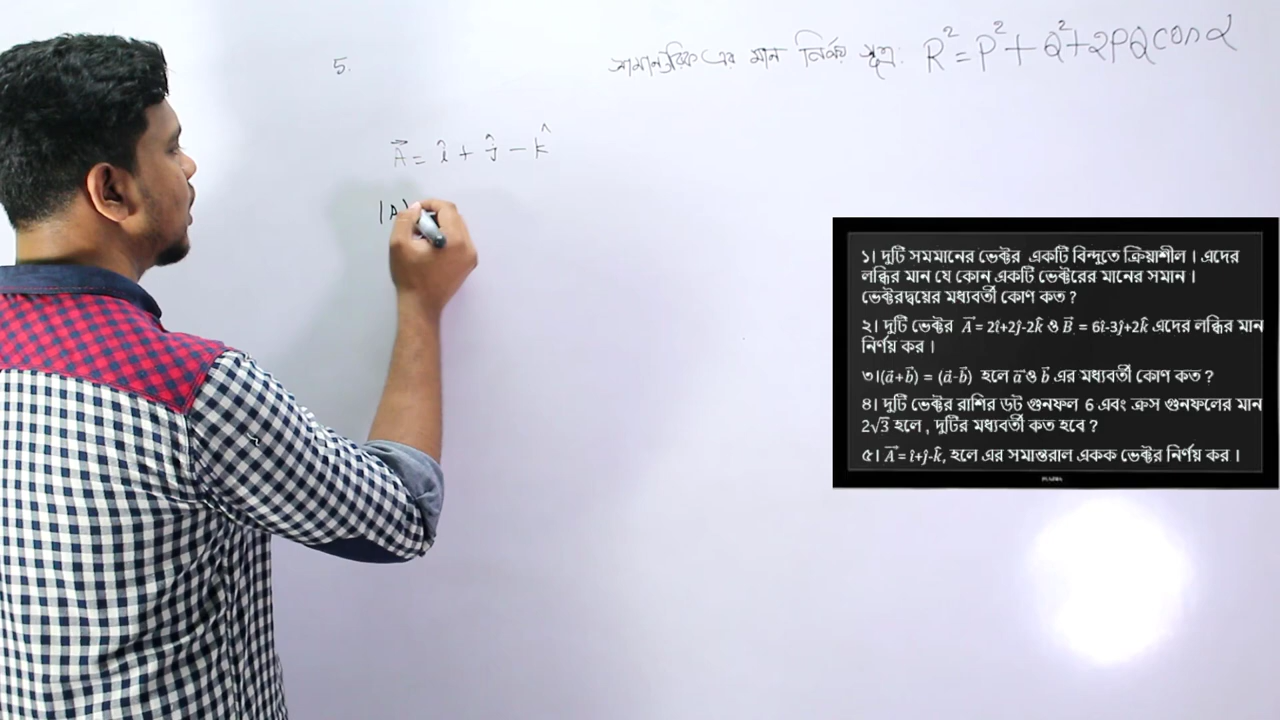 5.
সামান্তরিক এর মান নির্ণয় সূত্র: R² = P² + Q² + 2PQ cos α
A⃗ = î + ĵ − k̂
|A|
১। দুটি সমমানের ভেক্টর একটি বিন্দুতে ক্রিয়াশীল। এদের
লব্ধির মান যে কোন একটি ভেক্টরের মানের সমান।
ভেক্টরদ্বয়ের মধ্যবর্তী কোণ কত ?
২। দুটি ভেক্টর A⃗ = 2î+2ĵ-2k̂ ও B⃗ = 6î-3ĵ+2k̂ এদের লব্ধির মান
নির্ণয় কর।
৩।(a⃗+b⃗) = (a⃗-b⃗) হলে a⃗ ও b⃗ এর মধ্যবর্তী কোণ কত ?
৪। দুটি ভেক্টর রাশির ডট গুনফল 6 এবং ক্রস গুনফলের মান
2√3 হলে , দুটির মধ্যবর্তী কত হবে ?
৫। A⃗ = î+ĵ-k̂, হলে এর সমান্তরাল একক ভেক্টর নির্ণয় কর।